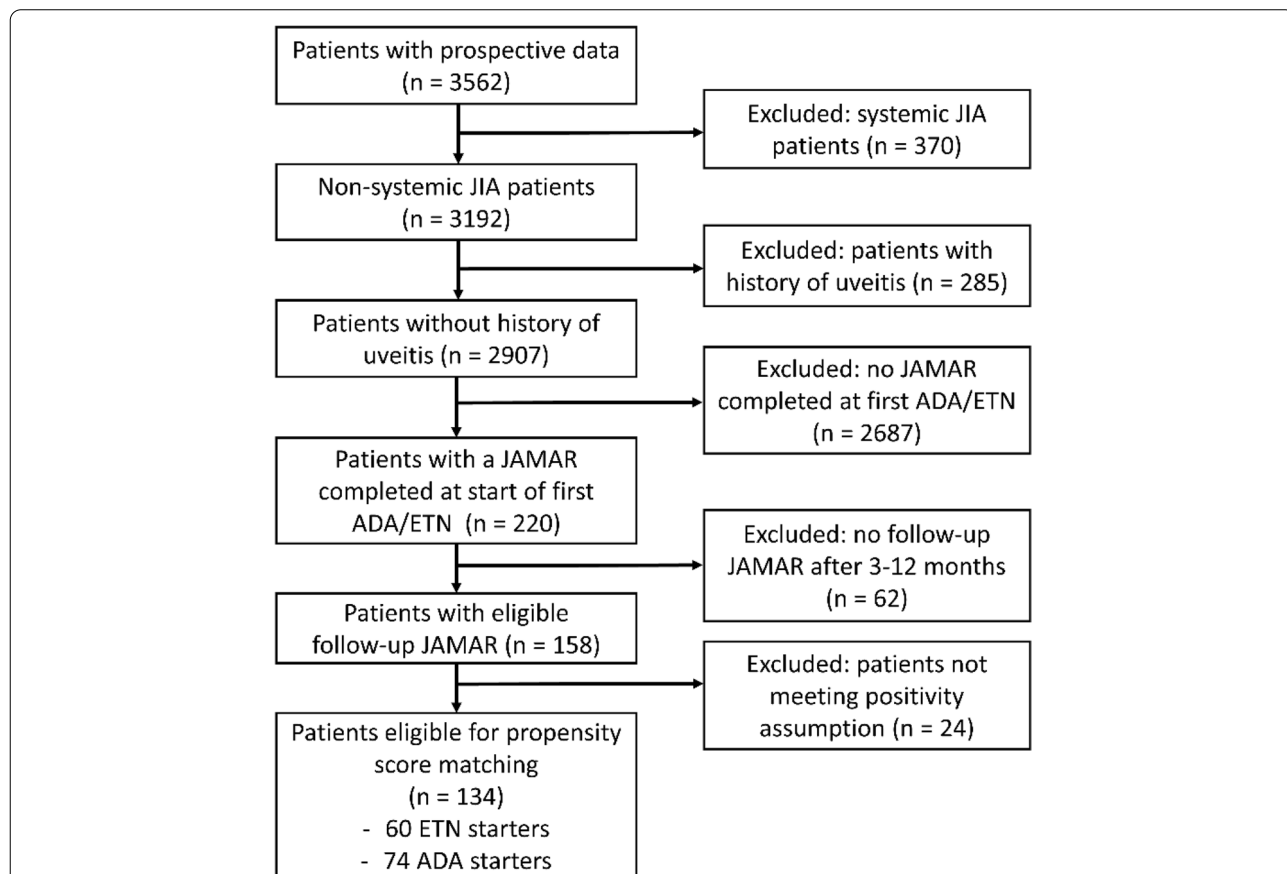 Patients with prospective data
(n = 3562)
Excluded: systemic JIA
patients (n = 370)
Non-systemic JIA patients
(n = 3192)
Excluded: patients with
history of uveitis (n = 285)
Patients without history of
uveitis (n = 2907)
Excluded: no JAMAR
completed at first ADA/ETN
(n = 2687)
Patients with a JAMAR
completed at start of first
ADA/ETN (n = 220)
Excluded: no follow-up
JAMAR after 3-12 months
(n = 62)
Patients with eligible
follow-up JAMAR (n = 158)
Excluded: patients not
meeting positivity
assumption (n = 24)
Patients eligible for propensity
score matching
(n = 134)
- 60 ETN starters
- 74 ADA starters